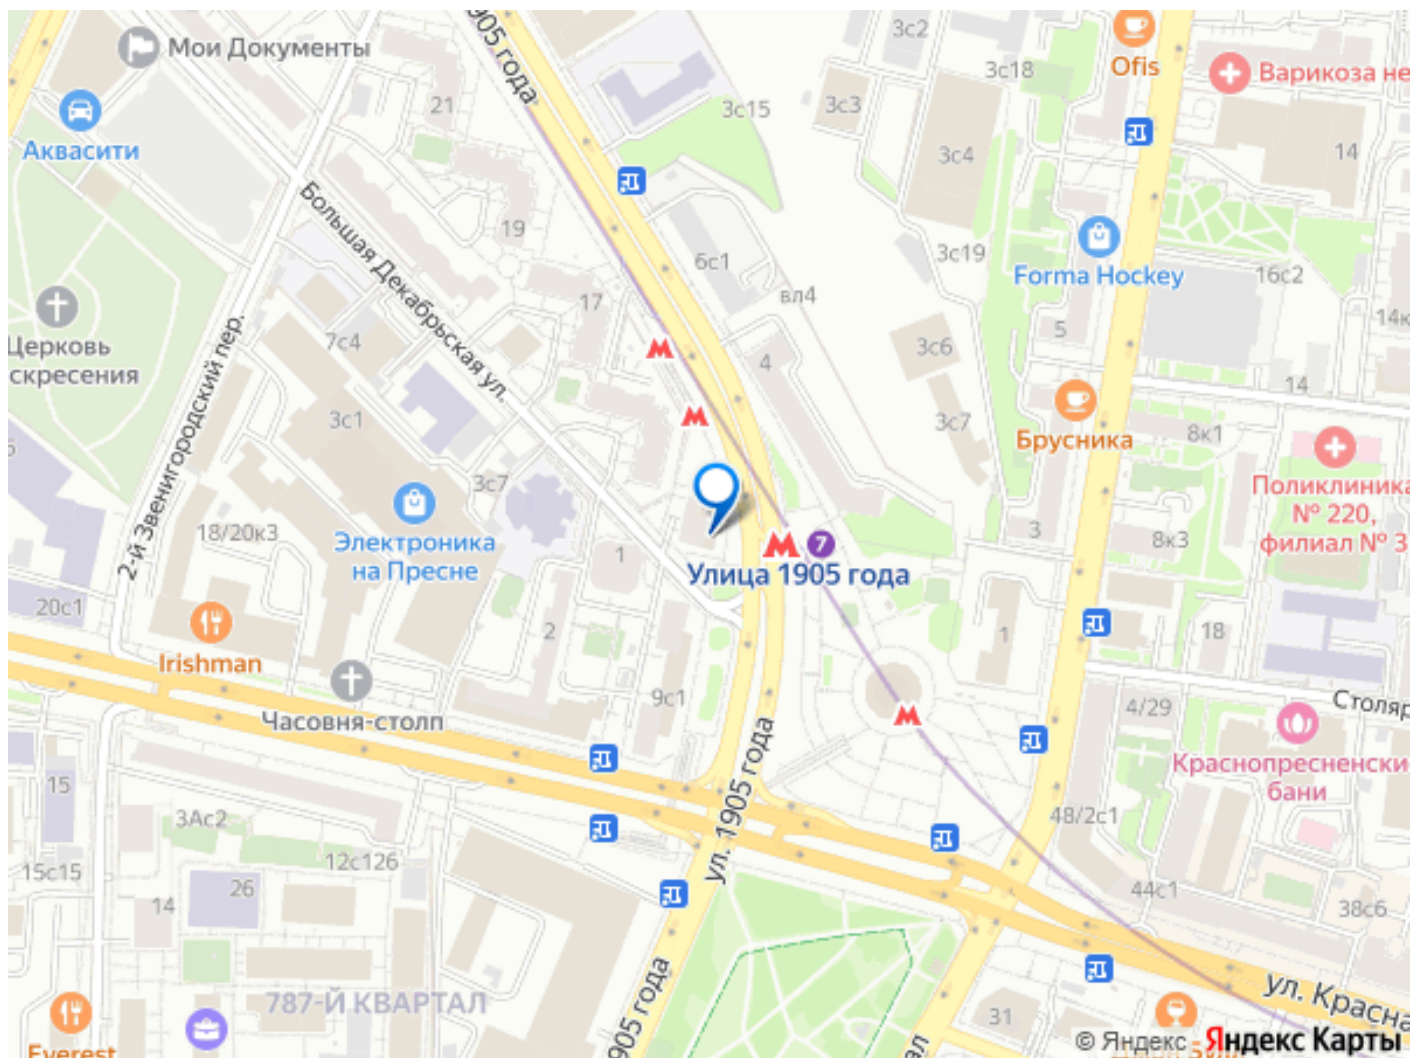 905 года
Мои Документы
3с2
Ofis
Варикоза не
3с18
21
3с15
3с3
Аквасити
3с4
14
Большая Декабрьская ул.
19
6с1
3с19
Forma Hockey
16с2
17
вл4
5
14к
Церковь
скресения
7с4
3с6
4
14
2-й Звенигородский пер.
3с1
3с7
Брусника
8к1
3с7
Поликлиника
№ 220,
филиал № 3
18/20к3
Электроника
на Пресне
1
7
3
8к3
Улица 1905 года
20с1
Irishman
2
1
18
Часовня-столп
9с1
4/29
Столяр
Краснопресненски
бани
ул. 1905 года
15
3Ас2
48/2с1
12с126
15с15
26
14
44с1
38с6
787-Й КВАРТАЛ
905 года
31
ул. Красна
Everest
ал
© Яндекс
Яндекс Карты